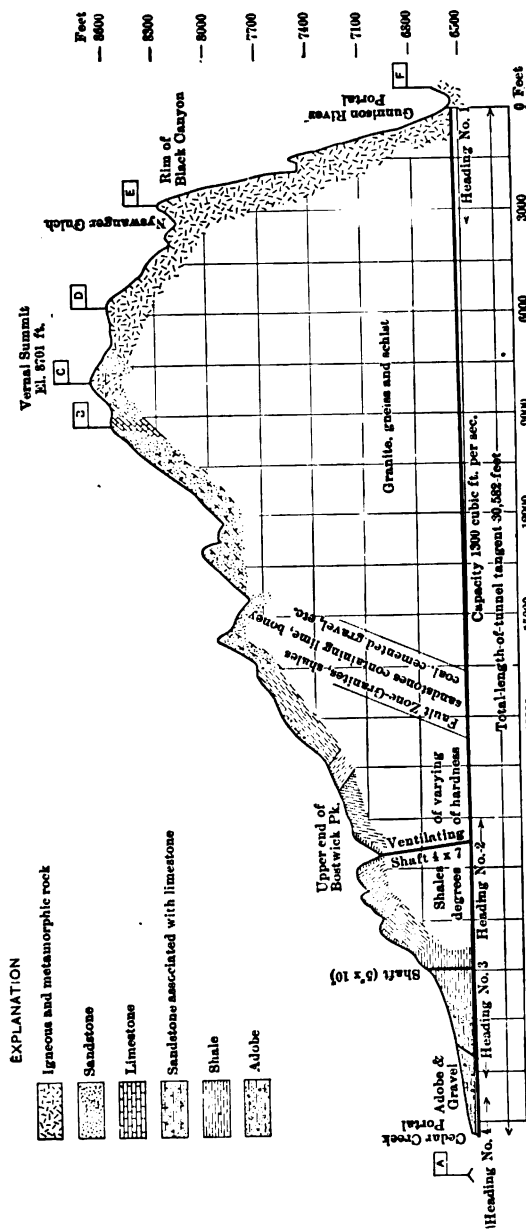 EXPLANATION
Igneous and metamorphic rock
Sandstone
Limestone
Sandstone associated with limestone
Shale
Adobe
Feet
8600
8300
8000
7700
7400
7100
6800
6500
Vernal Summit
El. 8701 ft.
C
D
Nyswanger Gulch
E
Rim of
Black Canyon
Gunnison River
Portal
F
Upper end of
Bostwick Pk.
Fault Zone-Granites, shales
sandstones containing lime, boney
coal, cemented gravel, etc.
Granite, gneiss and schist
Ventilating
Shaft
Shales of varying
degrees of hardness
Shaft (5' x 10')
Adobe &
Gravel
Cedar Creek
Portal
A
Heading No.
Heading No. 3
Heading No. 2
Heading No. 1
Capacity 1300 cubic ft. per sec.
Total length of tunnel tangent 30,582 feet
3000
0 Feet